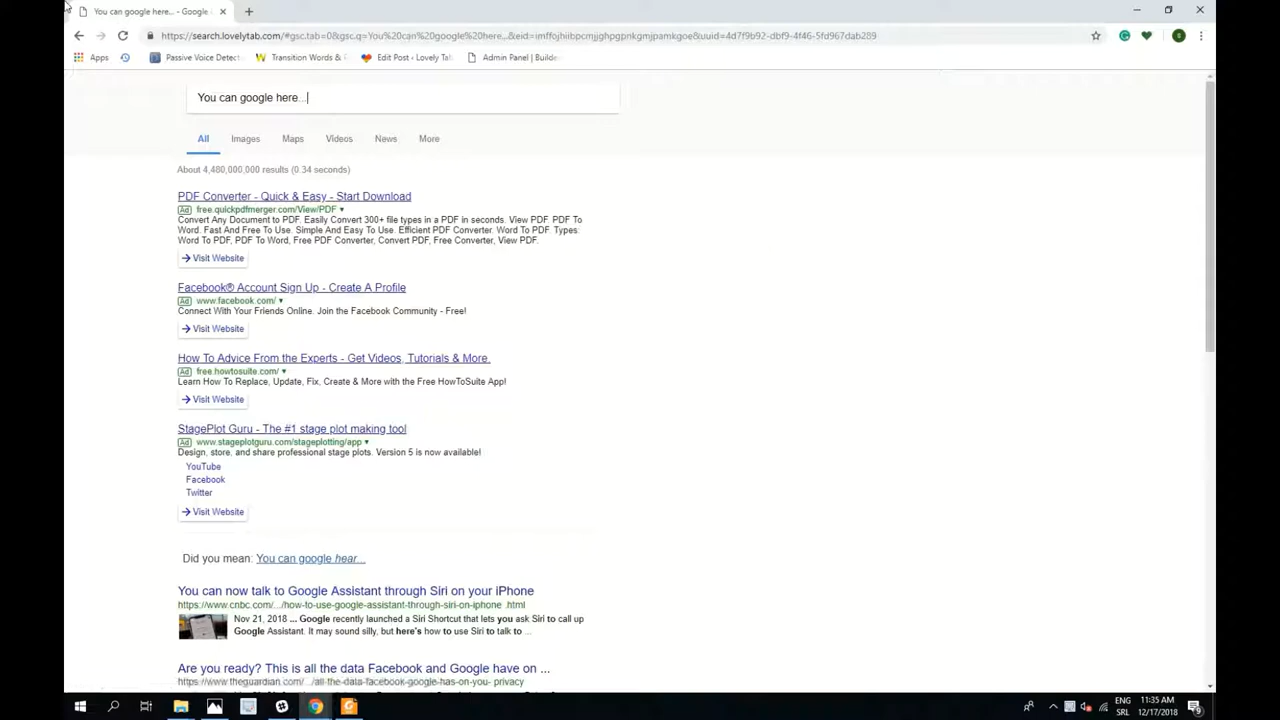 You can google here... - Google
https://search.lovelytab.com/#gsc.tab=0&gsc.q=You%20can%20google%20here...&eid=imffojhiibpcmjjghpgpnkgmjpamkgoe&uuid=4d7f9b92-dbf9-4f46-5fd967dab289
Apps
Passive Voice Detect
Transition Words & F
Edit Post ‹ Lovely Tab
Admin Panel | Builde
You can google here...
All Images Maps Videos News More
About 4,480,000,000 results (0.34 seconds)
PDF Converter - Quick & Easy - Start Download
Ad free.quickpdfmerger.com/View/PDF
Convert Any Document to PDF. Easily Convert 300+ file types in a PDF in seconds. View PDF. PDF To
Word. Fast And Free To Use. Simple And Easy To Use. Efficient PDF Converter. Word To PDF. Types:
Word To PDF, PDF To Word, Free PDF Converter, Convert PDF, Free Converter, View PDF.
Visit Website
Facebook® Account Sign Up - Create A Profile
Ad www.facebook.com/
Connect With Your Friends Online. Join the Facebook Community - Free!
Visit Website
How To Advice From the Experts - Get Videos, Tutorials & More.
Ad free.howtosuite.com/
Learn How To Replace, Update, Fix, Create & More with the Free HowToSuite App!
Visit Website
StagePlot Guru - The #1 stage plot making tool
Ad www.stageplotguru.com/stageplotting/app
Design, store, and share professional stage plots. Version 5 is now available!
YouTube
Facebook
Twitter
Visit Website
Did you mean: You can google hear...
You can now talk to Google Assistant through Siri on your iPhone
https://www.cnbc.com/.../how-to-use-google-assistant-through-siri-on-iphone .html
Nov 21, 2018 ... Google recently launched a Siri Shortcut that lets you ask Siri to call up
Google Assistant. It may sound silly, but here's how to use Siri to talk to ...
Are you ready? This is all the data Facebook and Google have on ...
https://www.theguardian.com/.../all-the-data-facebook-google-has-on-you- privacy
ENG 11:35 AM
SRL 12/17/2018